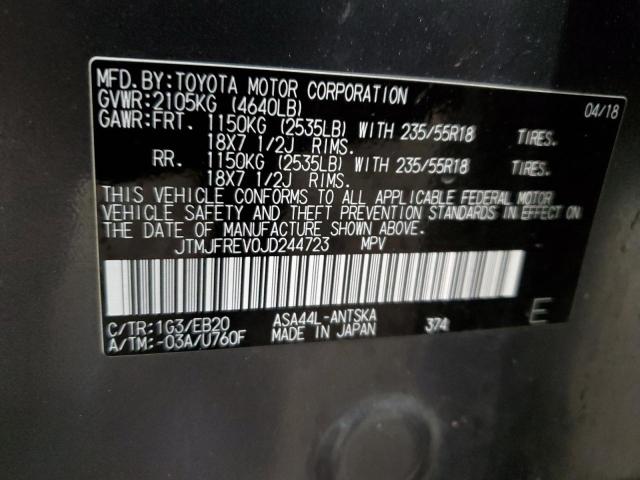 MFD.BY:TOYOTA MOTOR CORPORATION 04/18
GVWR:2105KG (4640LB)
GAWR:FRT. 1150KG (2535LB) WITH 235/55R18 TIRES.
18X7 1/2J RIMS.
RR. 1150KG (2535LB) WITH 235/55R18 TIRES.
18X7 1/2J RIMS.
THIS VEHICLE CONFORMS TO ALL APPLICABLE FEDERAL MOTOR
VEHICLE SAFETY AND THEFT PREVENTION STANDARDS IN EFFECT ON
THE DATE OF MANUFACTURE SHOWN ABOVE.
JTMJFREV0JD244723 MPV
C/TR:1G3/EB20 ASA44L-ANTSKA 374 E
A/TM:-03A/U760F MADE IN JAPAN